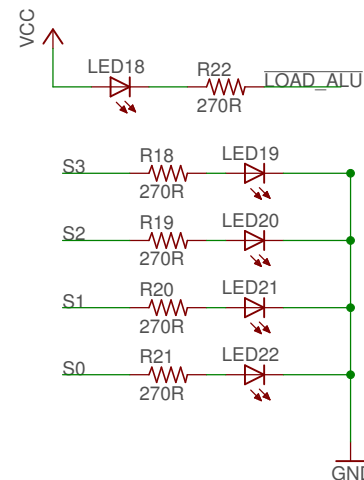 VCC
LED18
R22
LOAD_ALU
270R
R18
LED19
S3
270R
R19
LED20
S2
270R
R20
LED21
S1
270R
R21
LED22
S0
270R
GND